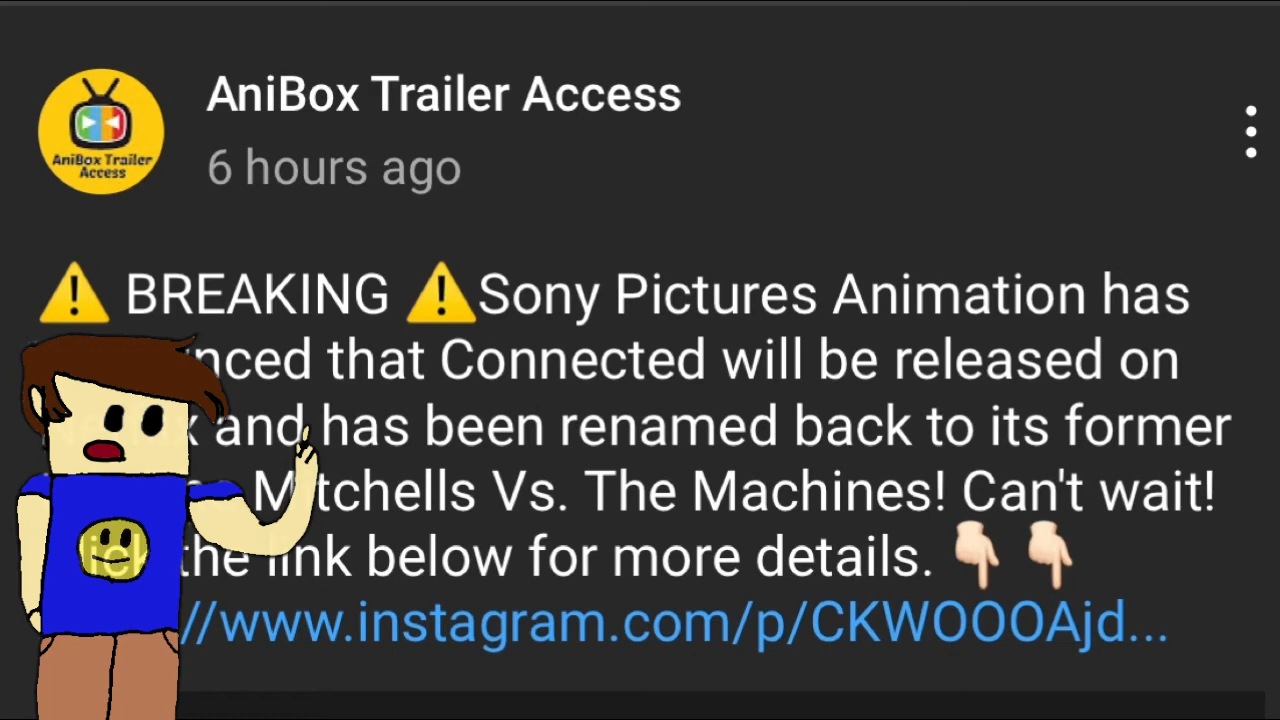 AniBox Trailer Access
6 hours ago
AniBox Trailer
Access
⚠️ BREAKING ⚠️Sony Pictures Animation has
that Connected will be released on
and has been renamed back to its former
Mitchells Vs. The Machines! Can't wait!
the link below for more details. 👇🏻👇🏻
//www.instagram.com/p/CKWOOOAjd...